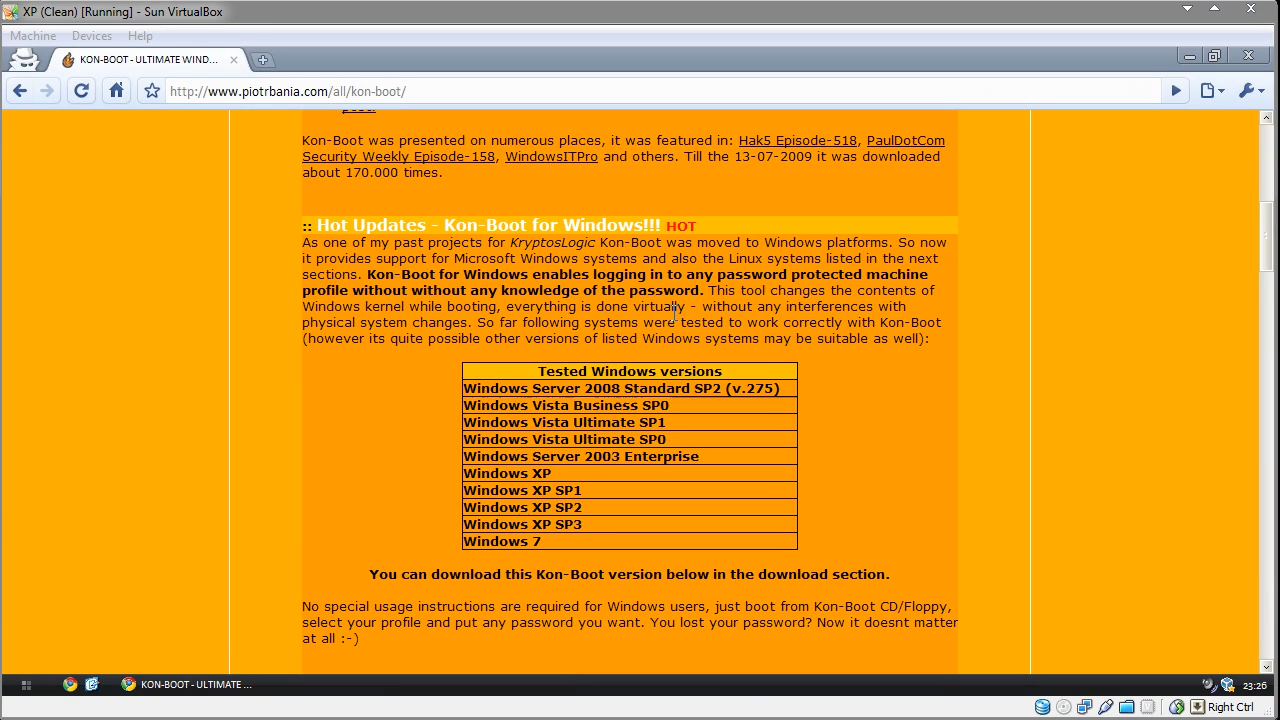 XP (Clean) [Running] - Sun VirtualBox
Machine Devices Help
KON-BOOT - ULTIMATE WIND...
http://www.piotrbania.com/all/kon-boot/
post.
Kon-Boot was presented on numerous places, it was featured in: Hak5 Episode-518, PaulDotCom
Security Weekly Episode-158, WindowsITPro and others. Till the 13-07-2009 it was downloaded
about 170.000 times.
:: Hot Updates - Kon-Boot for Windows!!! HOT
As one of my past projects for KryptosLogic Kon-Boot was moved to Windows platforms. So now
it provides support for Microsoft Windows systems and also the Linux systems listed in the next
sections. Kon-Boot for Windows enables logging in to any password protected machine
profile without without any knowledge of the password. This tool changes the contents of
Windows kernel while booting, everything is done virtually - without any interferences with
physical system changes. So far following systems were tested to work correctly with Kon-Boot
(however its quite possible other versions of listed Windows systems may be suitable as well):
Tested Windows versions
Windows Server 2008 Standard SP2 (v.275)
Windows Vista Business SP0
Windows Vista Ultimate SP1
Windows Vista Ultimate SP0
Windows Server 2003 Enterprise
Windows XP
Windows XP SP1
Windows XP SP2
Windows XP SP3
Windows 7
You can download this Kon-Boot version below in the download section.
No special usage instructions are required for Windows users, just boot from Kon-Boot CD/Floppy,
select your profile and put any password you want. You lost your password? Now it doesnt matter
at all :-)
KON-BOOT - ULTIMATE ...
23:26
Right Ctrl